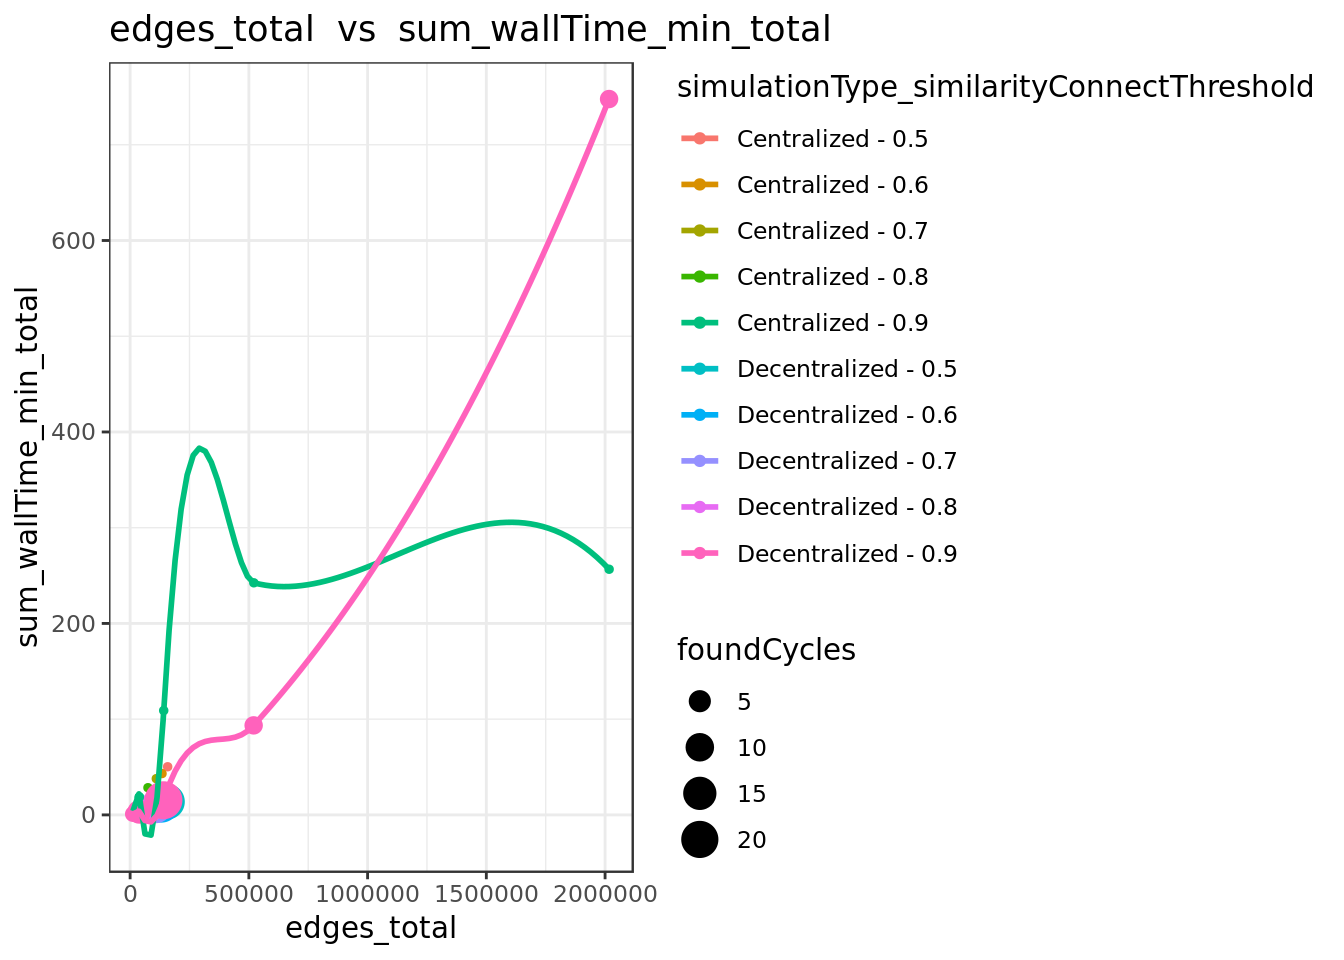 edges_total vs sum_wallTime_min_total
sum_wallTime_min_total
600
400
200
0
0 500000 1000000 1500000 2000000
edges_total
simulationType_similarityConnectThreshold
Centralized - 0.5
Centralized - 0.6
Centralized - 0.7
Centralized - 0.8
Centralized - 0.9
Decentralized - 0.5
Decentralized - 0.6
Decentralized - 0.7
Decentralized - 0.8
Decentralized - 0.9
foundCycles
5
10
15
20